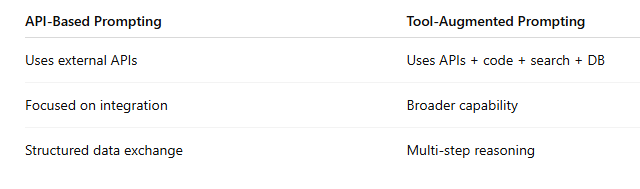 API-Based Prompting Tool-Augmented Prompting
Uses external APIs Uses APIs + code + search + DB
Focused on integration Broader capability
Structured data exchange Multi-step reasoning